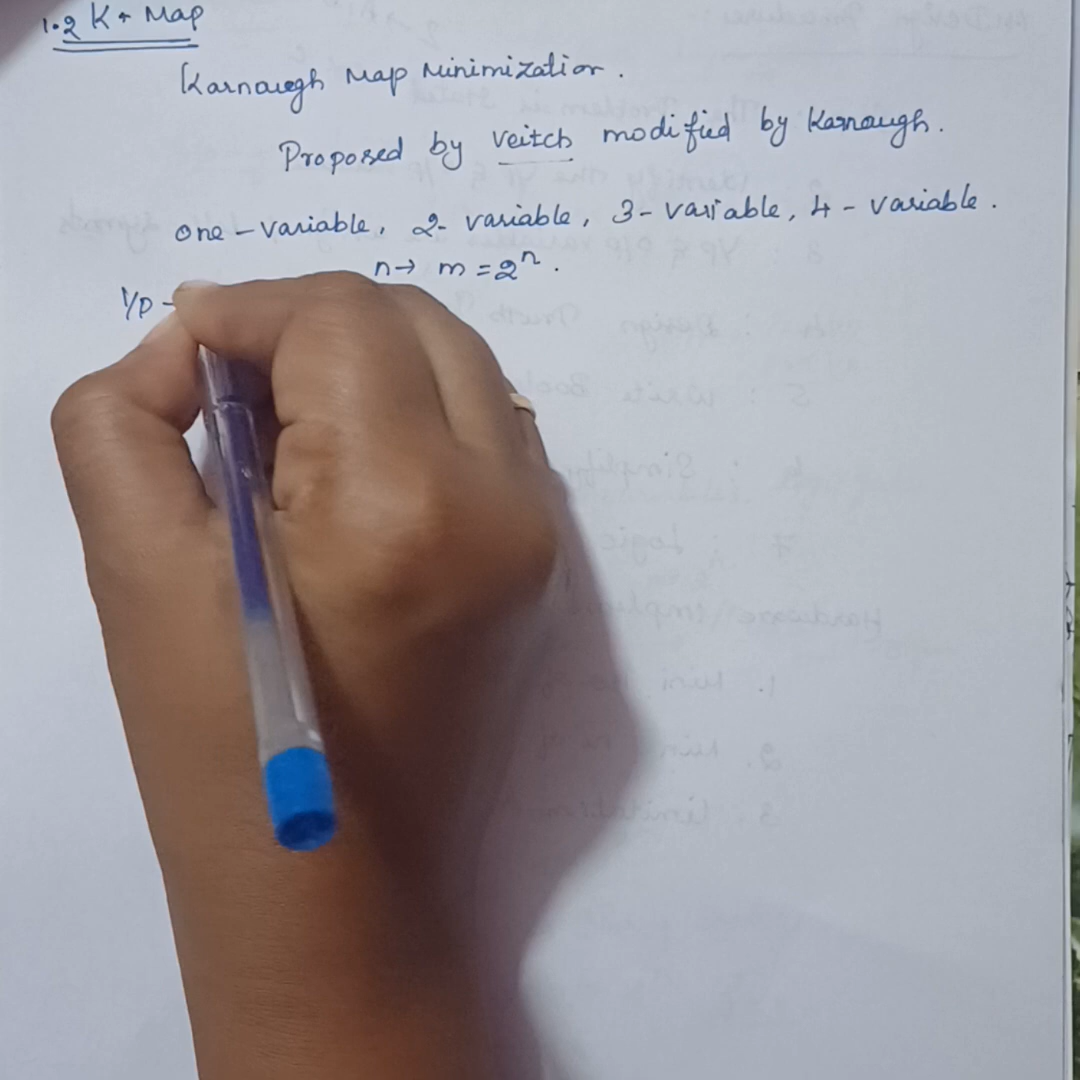 1.2 K-Map
Karnaugh Map Minimization.
Proposed by Veitch modified by Karnaugh.
one-variable, 2-variable, 3-variable, 4-variable.
n→ m = 2ⁿ.
I/p -